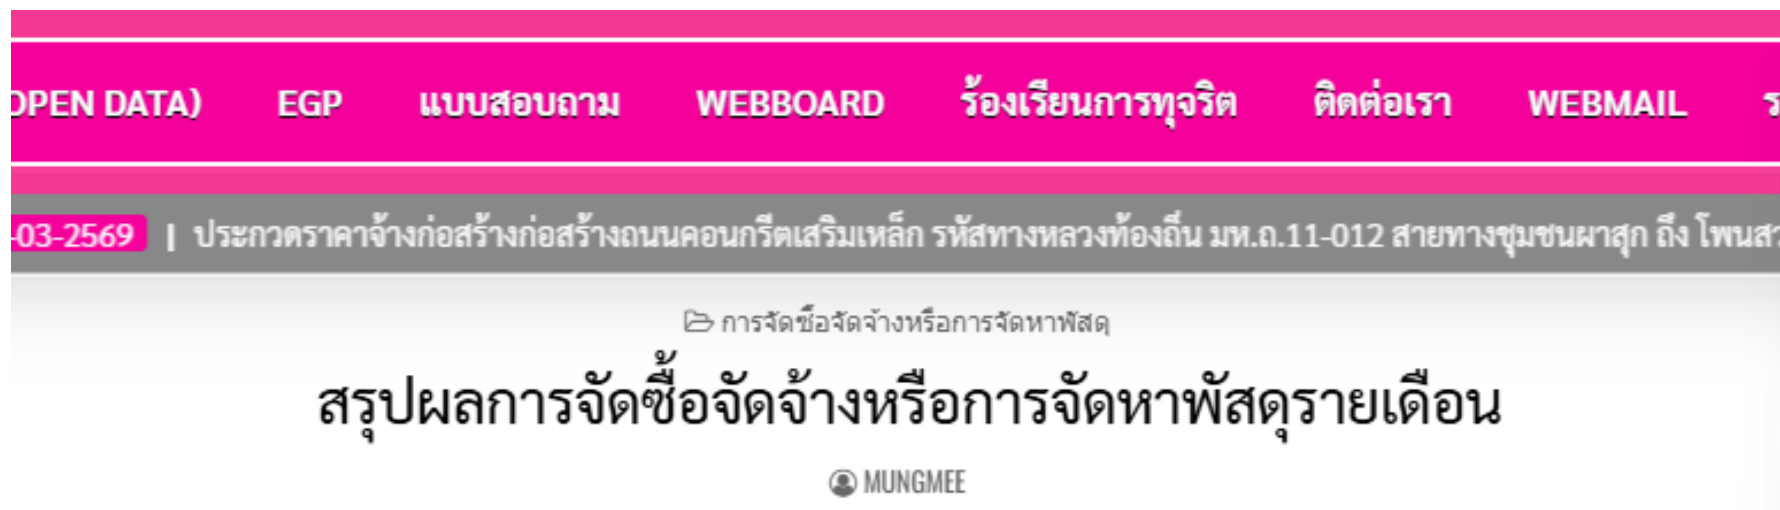 OPEN DATA) EGP แบบสอบถาม WEBBOARD ร้องเรียนการทุจริต ติดต่อเรา WEBMAIL
-03-2569 | ประกวดราคาจ้างก่อสร้างก่อสร้างถนนคอนกรีตเสริมเหล็ก รหัสทางหลวงท้องถิ่น มห.ถ.11-012 สายทางชุมชนผาสุก ถึง
การจัดซื้อจัดจ้างหรือการจัดหาพัสดุ
สรุปผลการจัดซื้อจัดจ้างหรือการจัดหาพัสดุรายเดือน
MUNGMEE